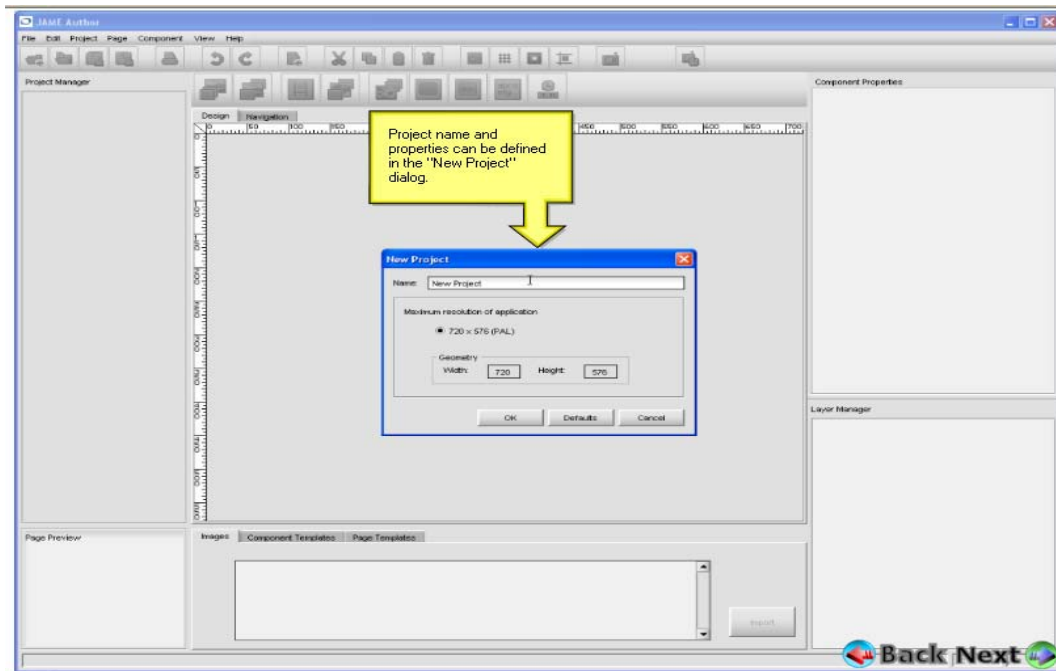 JAME Author
File Edit Project Page Component View Help
Project Manager
Component Properties
Design Navigation
Project name and
properties can be defined
in the "New Project"
dialog.
New Project
Name: New Project
Maximum resolution of application
720 x 576 (PAL)
Geometry
Width: 720 Height: 576
OK Defaults Cancel
Layer Manager
Page Preview
Images Component Templates Page Templates
Import
Back Next